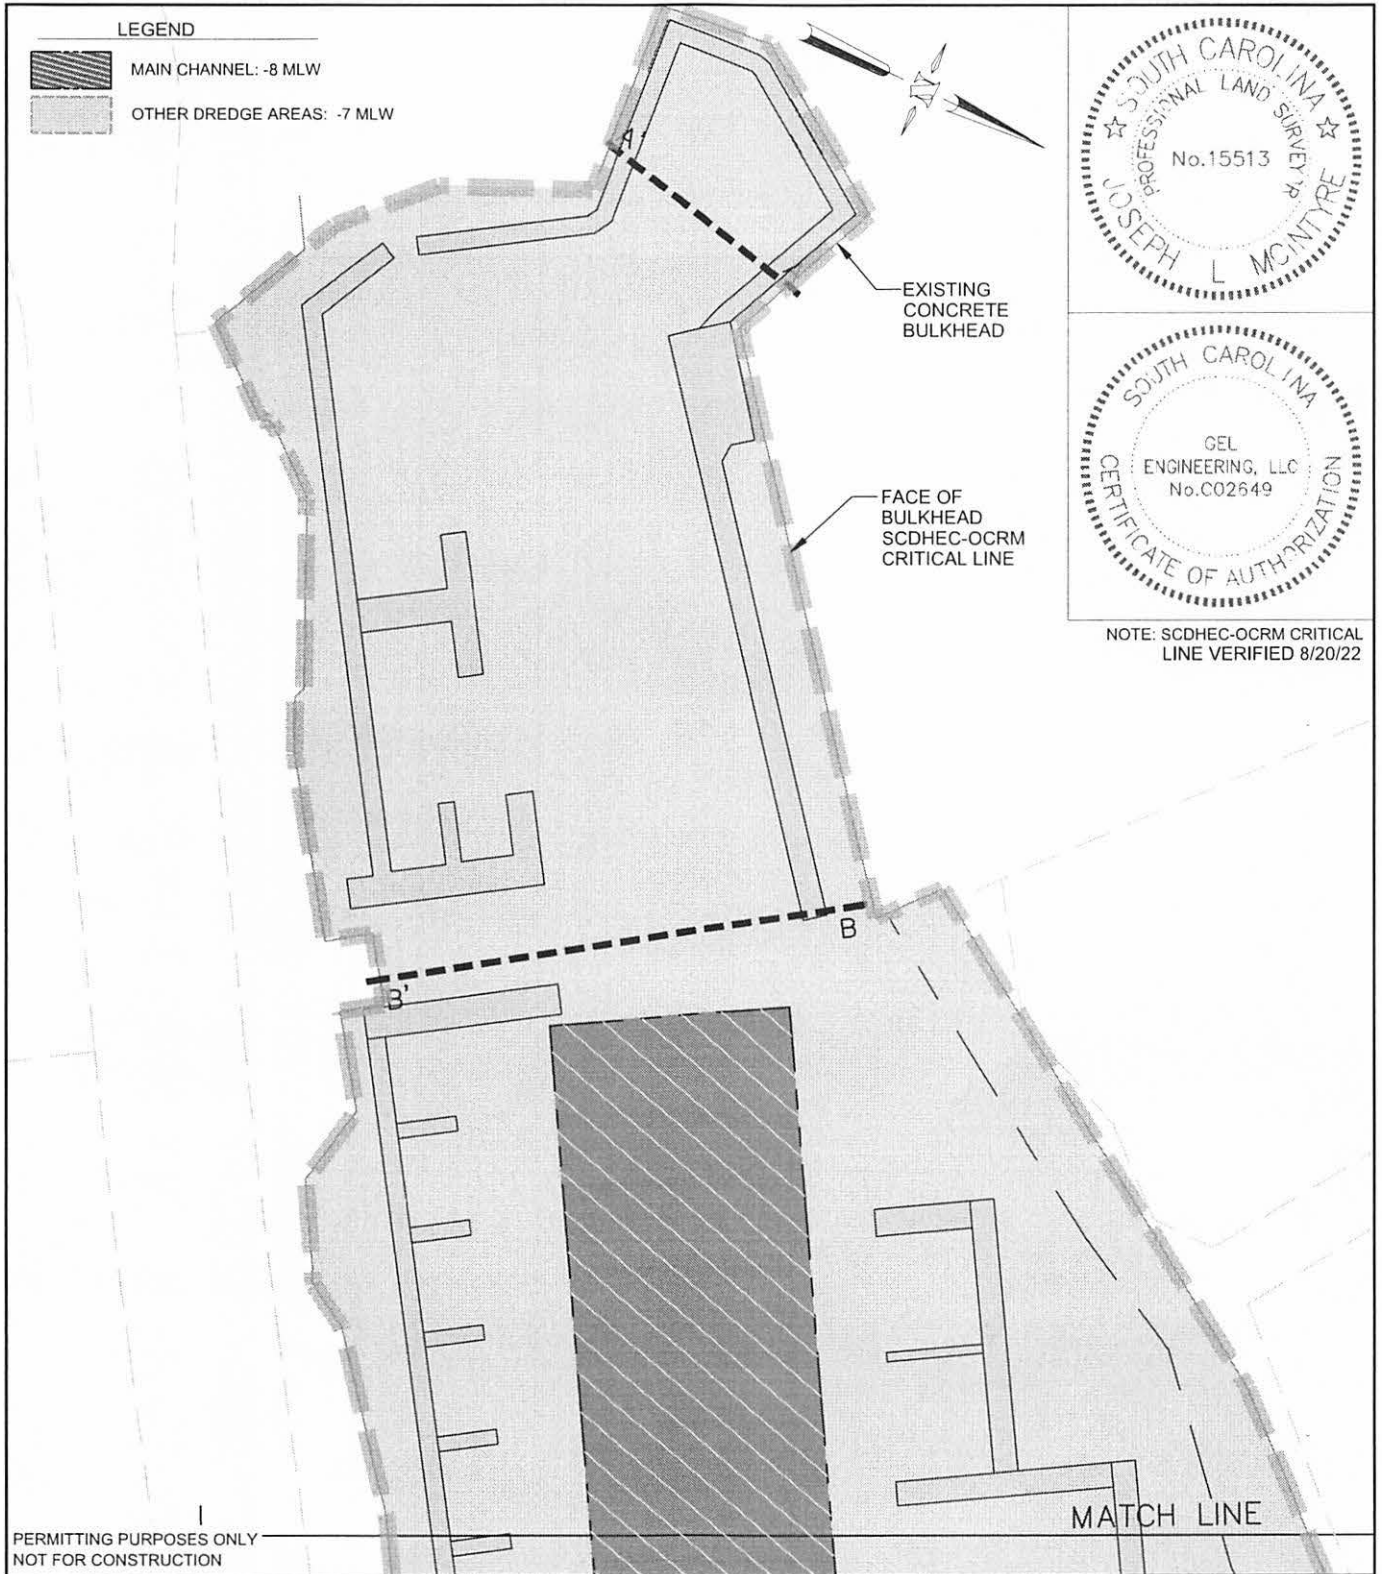 LEGEND
MAIN CHANNEL: -8 MLW
OTHER DREDGE AREAS: -7 MLW
A'
N
SOUTH CAROLINA
PROFESSIONAL LAND SURVEY'R
No.15513
JOSEPH L MCINTYRE
EXISTING
CONCRETE
BULKHEAD
SOUTH CAROLINA
GEL
ENGINEERING, LLC
No.C02649
CERTIFICATE OF AUTHORIZATION
FACE OF
BULKHEAD
SCDHEC-OCRM
CRITICAL LINE
NOTE: SCDHEC-OCRM CRITICAL
LINE VERIFIED 8/20/22
B
B'
MATCH LINE
PERMITTING PURPOSES ONLY
NOT FOR CONSTRUCTION